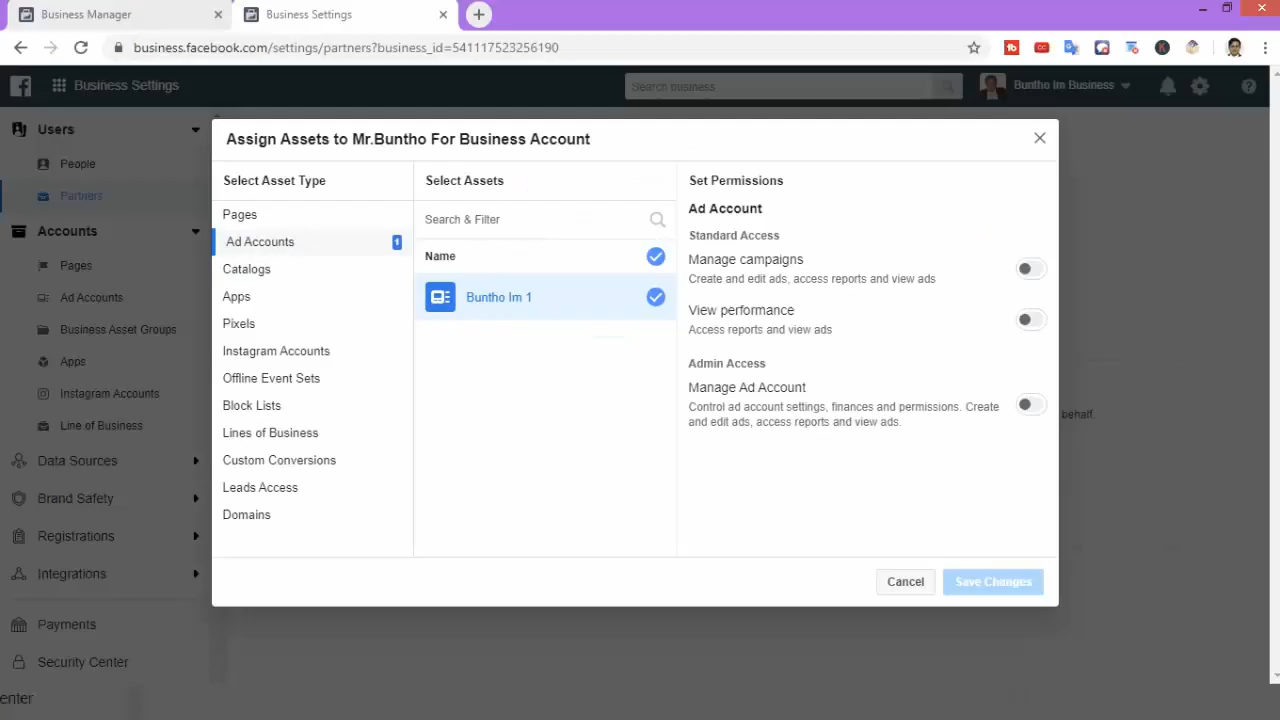 Business Manager
Business Settings
business.facebook.com/settings/partners?business_id=541117523256190
Business Settings
Search business
Buntho Im Business
Users
People
Partners
Accounts
Pages
Ad Accounts
Business Asset Groups
Apps
Instagram Accounts
Line of Business
Data Sources
Brand Safety
Registrations
Integrations
Payments
Security Center
enter
Assign Assets to Mr.Buntho For Business Account
Select Asset Type
Pages
Ad Accounts 1
Catalogs
Apps
Pixels
Instagram Accounts
Offline Event Sets
Block Lists
Lines of Business
Custom Conversions
Leads Access
Domains
Select Assets
Search & Filter
Name
Buntho Im 1
Set Permissions
Ad Account
Standard Access
Manage campaigns
Create and edit ads, access reports and view ads
View performance
Access reports and view ads
Admin Access
Manage Ad Account
Control ad account settings, finances and permissions. Create
and edit ads, access reports and view ads.
behalf.
Cancel
Save Changes